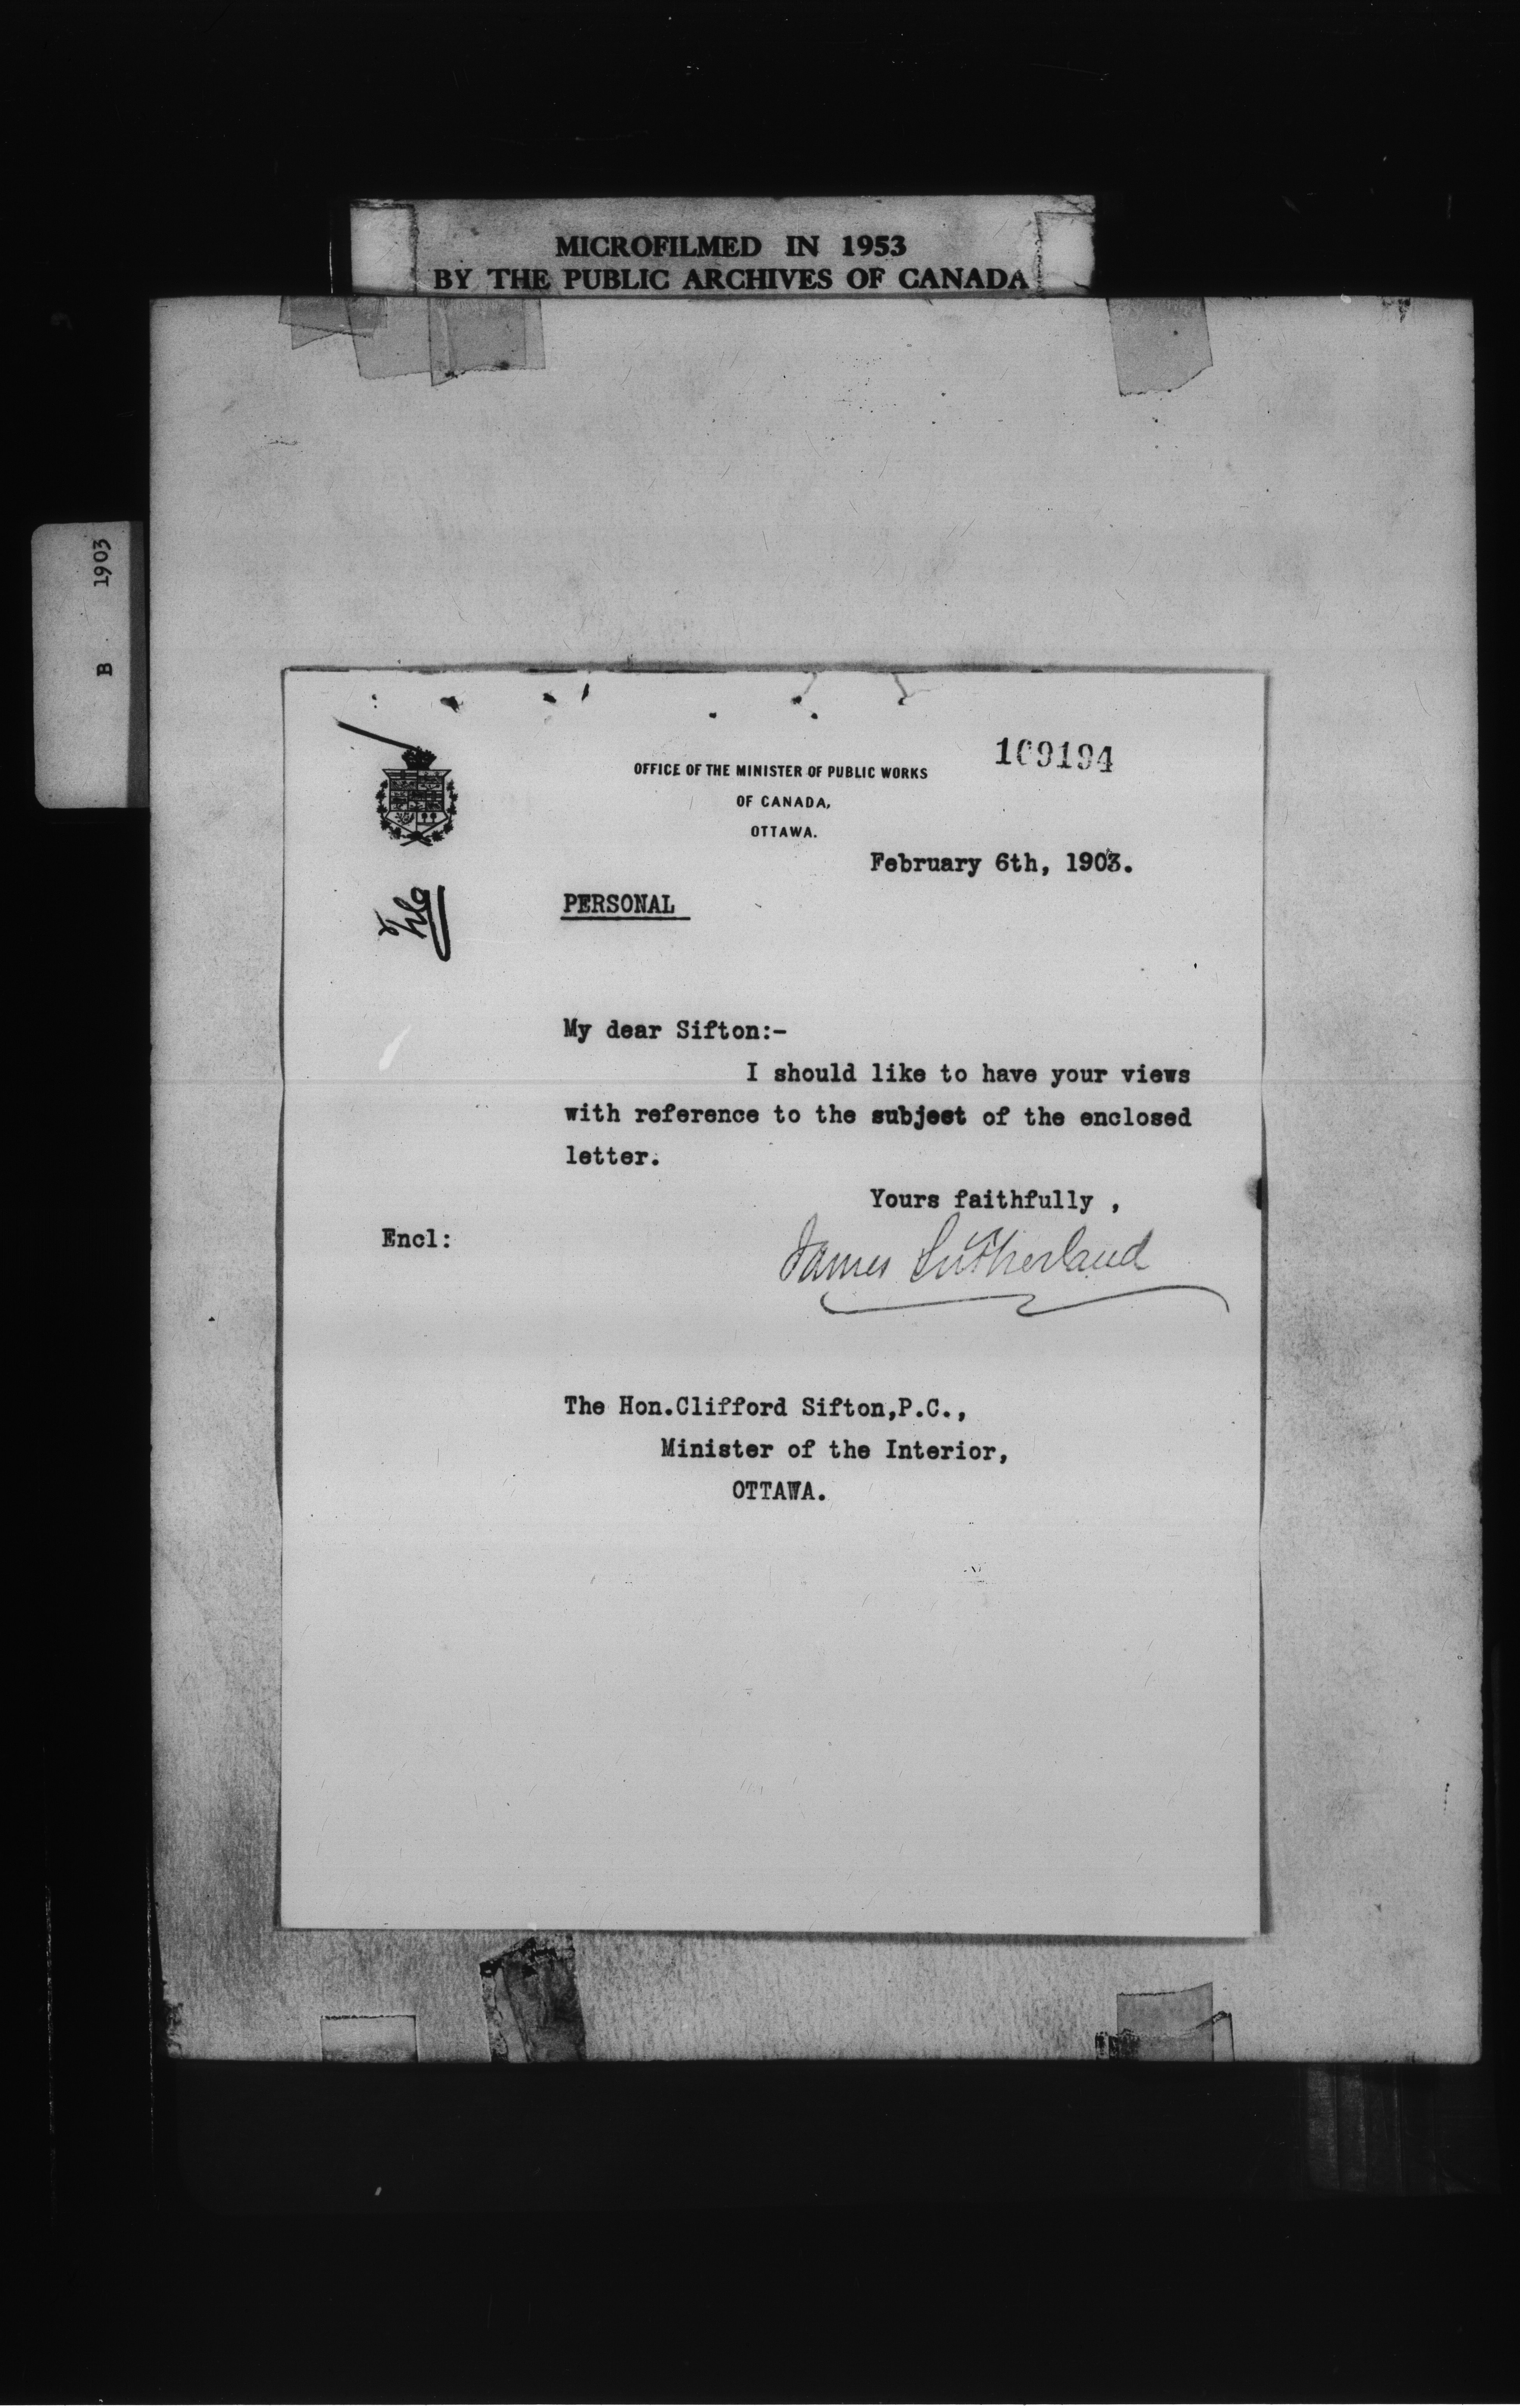 MICROFILMED IN 1953
BY THE PUBLIC ARCHIVES OF CANADA
B 1903
109194
OFFICE OF THE MINISTER OF PUBLIC WORKS
OF CANADA,
OTTAWA.
February 6th, 1903.
PERSONAL
My dear Sifton:-
I should like to have your views
with reference to the subject of the enclosed
letter.
Yours faithfully ,
Encl:
James Sutherland
The Hon.Clifford Sifton,P.C.,
Minister of the Interior,
OTTAWA.